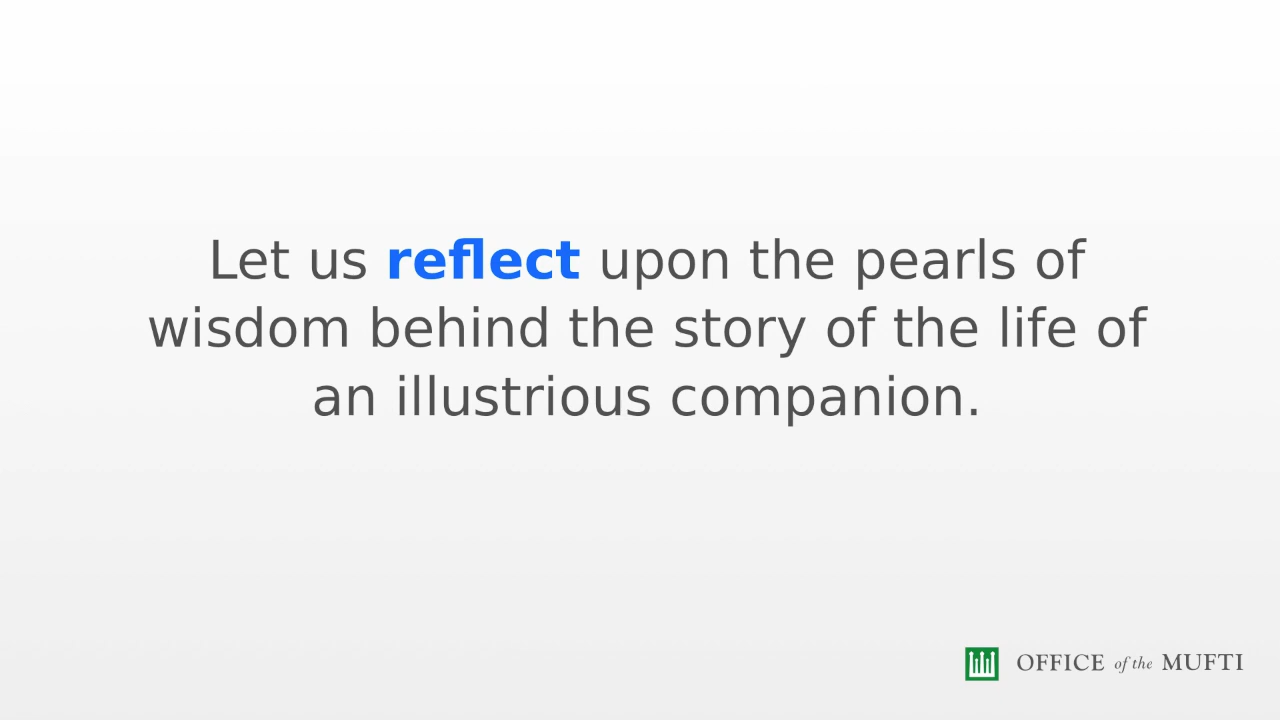 Let us reflect upon the pearls of
wisdom behind the story of the life of
an illustrious companion.
OFFICE of the MUFTI